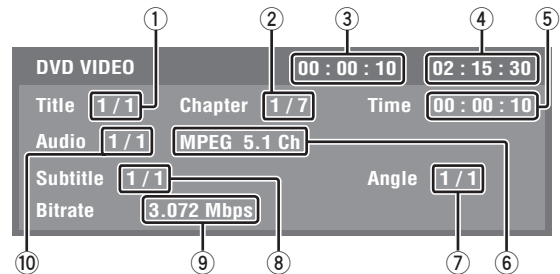 ① ② ③ ④ ⑤
DVD VIDEO 00 : 00 : 10 02 : 15 : 30
Title 1 / 1 Chapter 1 / 7 Time 00 : 00 : 10
Audio 1 / 1 MPEG 5.1 Ch
Subtitle 1 / 1 Angle 1 / 1
Bitrate 3.072 Mbps
⑩ ⑨ ⑧ ⑦ ⑥